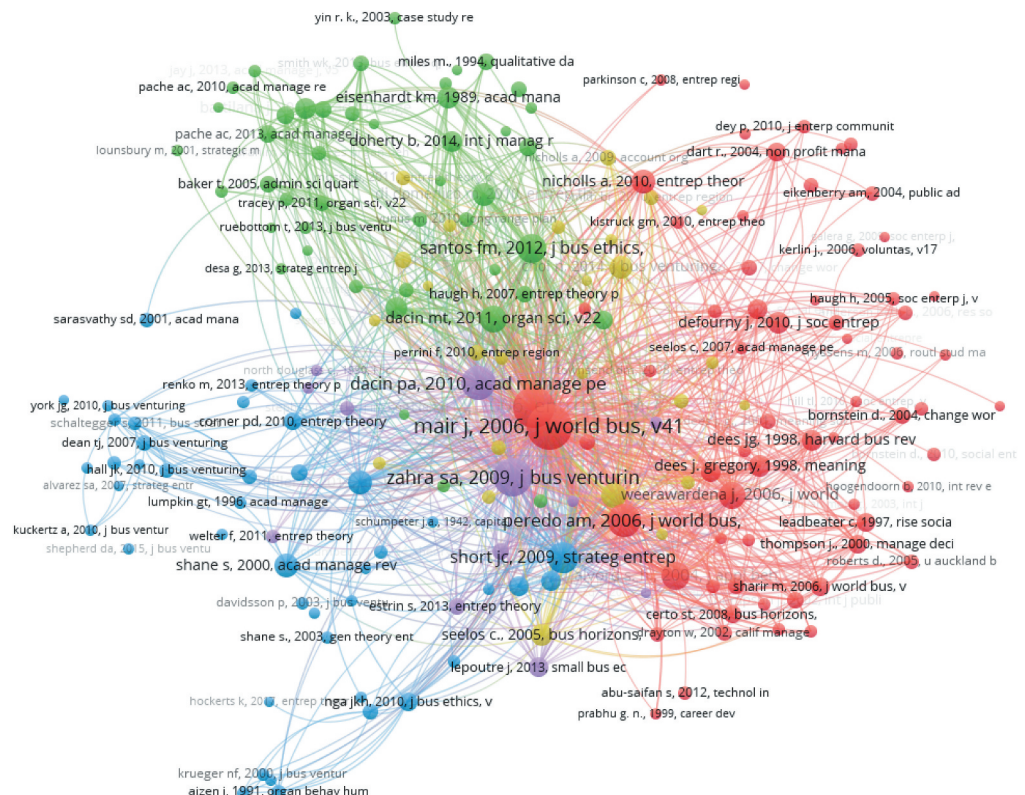 yin r. k., 2003, case study re
miles m., 1994, qualitative da
pache ac, 2010, acad manage re
parkinson c, 2008, entrep regi
eisenhardt km, 1989, acad mana
dey p, 2010, j enterp communit
pache ac, 2013, acad manage j
doherty b, 2014, int j manag r
lounsbury m, 2001, strategic m
dart r., 2004, non profit mana
nicholls a, 2009, account org
baker t, 2005, admin sci quart
nicholls a, 2010, entrep theor
eikenberry am, 2004, public ad
tracey p, 2011, organ sci, v22
ruebottom t, 2013, j bus ventu
kistruck gm, 2010, entrep theo
santos fm, 2012, j bus ethics,
kerlin j., 2006, voluntas, v17
desa g, 2013, strateg entrep j
haugh h, 2007, entrep theory p
haugh h, 2005, soc enterp j, v
sarasvathy sd, 2001, acad mana
dacin mt, 2011, organ sci, v22
defourny j, 2010, j soc entrep
perrini f, 2010, entrep region
seelos c, 2007, acad manage pe
renko m, 2013, entrep theory p
dacin pa, 2010, acad manage pe
york jg, 2010, j bus venturing
corner pd, 2010, entrep theory
mair j, 2006, j world bus, v41
bornstein d., 2004, change wor
dean tj, 2007, j bus venturing
dees jg, 1998, harvard bus rev
hall jk, 2010, j bus venturing
zahra sa, 2009, j bus venturin
dees j. gregory, 1998, meaning
alvarez sa, 2007, strateg entr
lumpkin gt, 1996, acad manage
weerawardena j, 2006, j world
hoogendoorn b, 2010, int rev e
kuckertz a, 2010, j bus ventur
welter f, 2011, entrep theory
schumpeter j.a., 1942, capital
peredo am, 2006, j world bus,
leadbeater c, 1997, rise socia
shepherd da, 2015, j bus ventu
thompson j., 2000, manage deci
shane s, 2000, acad manage rev
short jc, 2009, strateg entrep
roberts d., 2005, u auckland b
sharir m, 2006, j world bus, v
davidsson p, 2003, j bus ventu
estrin s, 2013, entrep theory
certo st, 2008, bus horizons,
shane s., 2003, gen theory ent
seelos c., 2005, bus horizons,
drayton w, 2002, calif manage
lepoutre j, 2013, small bus ec
hockerts k, 2017, entrep
nga jkh, 2010, j bus ethics, v
abu-saifan s, 2012, technol in
prabhu g. n., 1999, career dev
krueger nf, 2000, j bus ventur
ajzen i, 1991, organ behav hum